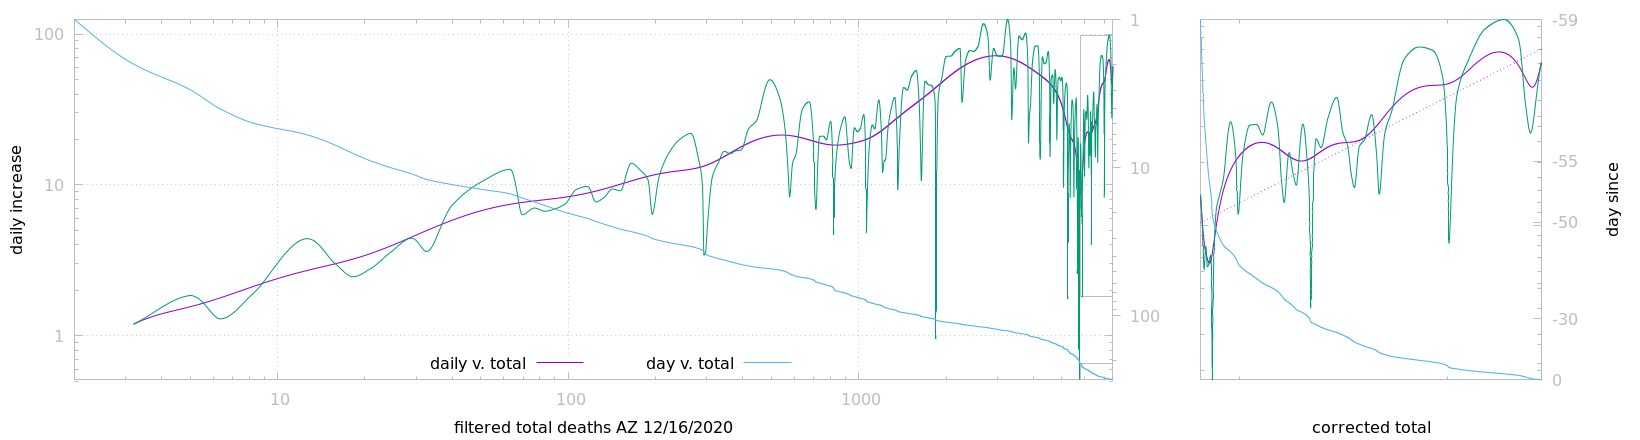 100
10
1
daily increase
daily v. total
day v. total
10
100
1000
filtered total deaths AZ 12/16/2020
1
10
100
-59
-55
-50
-30
0
day since
corrected total